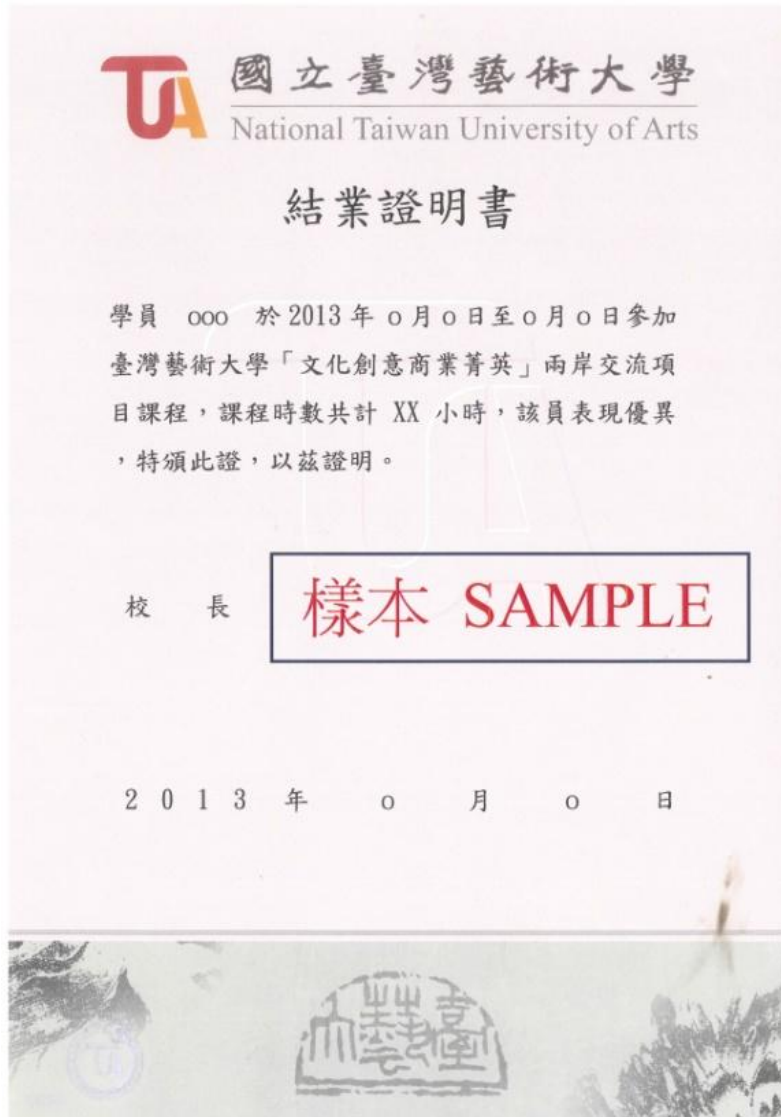 國立臺灣藝術大學
National Taiwan University of Arts
結業證明書
學員 ooo 於 2013 年 o 月 o 日至 o 月 o 日參加
臺灣藝術大學「文化創意商業菁英」兩岸交流項
目課程，課程時數共計 XX 小時，該員表現優異
，特頒此證，以茲證明。
校 長
樣本 SAMPLE
2 0 1 3 年 o 月 o 日
臺藝大